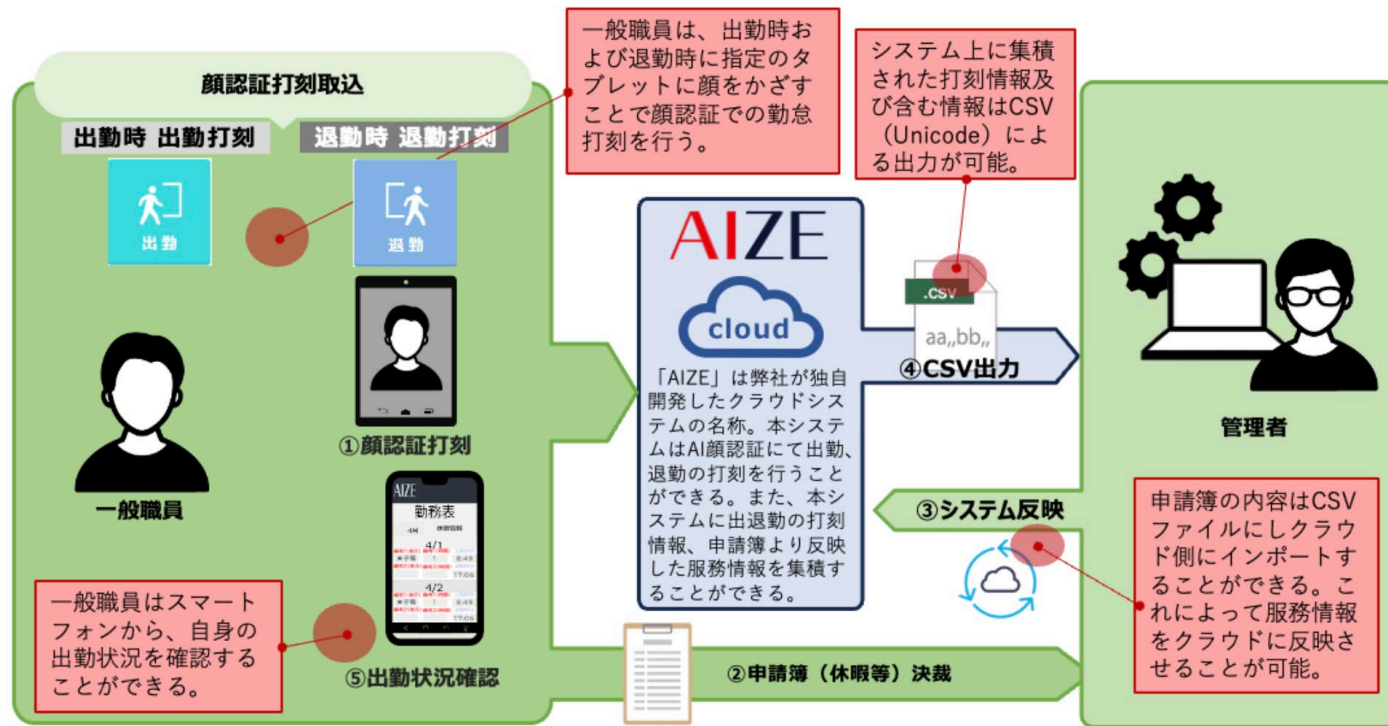 顔認証打刻取込
出勤時 出勤打刻
退勤時 退勤打刻
出勤
退勤
①顔認証打刻
一般職員
AIZE
勤務表
休暇情報
4/1
1
8:49
17:06
4/2
1
8:49
17:06
⑤出勤状況確認
一般職員はスマート
フォンから、自身の
出勤状況を確認する
ことができる。
一般職員は、出勤時お
よび退勤時に指定のタ
ブレットに顔をかざす
ことで顔認証での勤怠
打刻を行う。
システム上に集積
された打刻情報及
び含む情報はCSV
（Unicode）によ
る出力が可能。
AIZE
cloud
「AIZE」は弊社が独自
開発したクラウドシス
テムの名称。本システ
ムはAI顔認証にて出勤、
退勤の打刻を行うこと
ができる。また、本シ
ステムに出退勤の打刻
情報、申請簿より反映
した服務情報を集積す
ることができる。
.CSV
aa,,bb,,
④CSV出力
管理者
③システム反映
申請簿の内容はCSV
ファイルにしクラウ
ド側にインポートす
ることができる。こ
れによって服務情報
をクラウドに反映さ
せることが可能。
②申請簿（休暇等）決裁